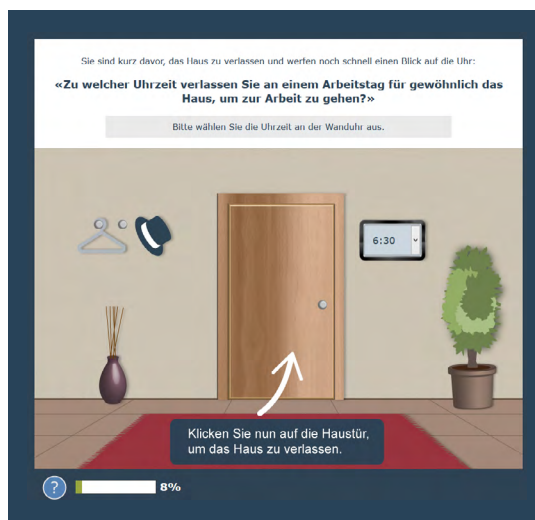 Sie sind kurz davor, das Haus zu verlassen und werfen noch schnell einen Blick auf die Uhr:
«Zu welcher Uhrzeit verlassen Sie an einem Arbeitstag für gewöhnlich das
Haus, um zur Arbeit zu gehen?»
Bitte wählen Sie die Uhrzeit an der Wanduhr aus.
6:30
Klicken Sie nun auf die Haustür,
um das Haus zu verlassen.
? 8%